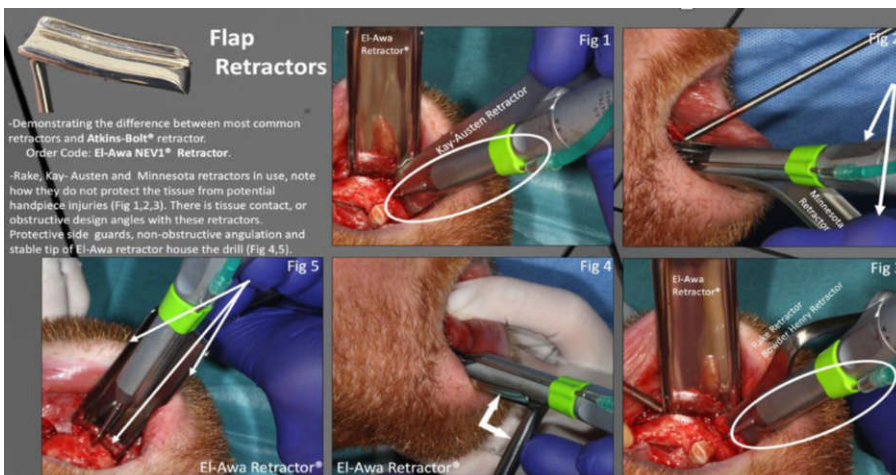 Flap
Retractors
-Demonstrating the difference between most common
retractors and Atkins-Bolt® retractor.
Order Code: El-Awa NEV1® Retractor.
-Rake, Kay- Austen and Minnesota retractors in use, note
how they do not protect the tissue from potential
handpiece injuries (Fig 1,2,3). There is tissue contact, or
obstructive design angles with these retractors.
Protective side guards, non-obstructive angulation and
stable tip of El-Awa retractor house the drill (Fig 4,5).
El-Awa
Retractor®
Fig 1
Kay-Austen Retractor
Fig 2
Minnesota
Retractor
Fig 5
El-Awa Retractor®
Fig 4
El-Awa Retractor®
El-Awa
Retractor®
Fig 3
Rake Retractor
Bowder Henry Retractor